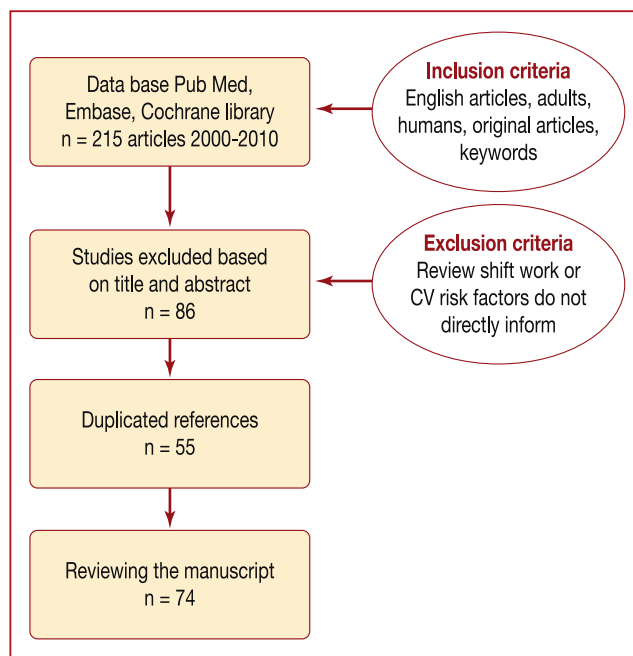 Data base Pub Med,
Embase, Cochrane library
n = 215 articles 2000-2010
Inclusion criteria
English articles, adults,
humans, original articles,
keywords
Studies excluded based
on title and abstract
n = 86
Exclusion criteria
Review shift work or
CV risk factors do not
directly inform
Duplicated references
n = 55
Reviewing the manuscript
n = 74